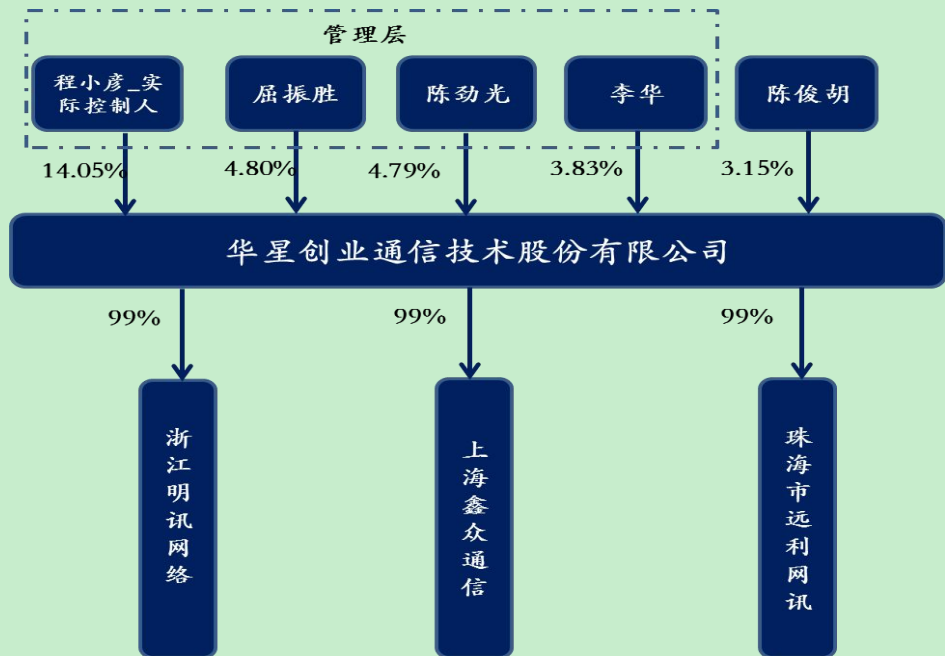 管理层
程小彦_实
际控制人
屈振胜
陈劲光
李华
陈俊胡
14.05%
4.80%
4.79%
3.83%
3.15%
华星创业通信技术股份有限公司
99%
99%
99%
浙江明讯网络
上海鑫众通信
珠海市远利网讯